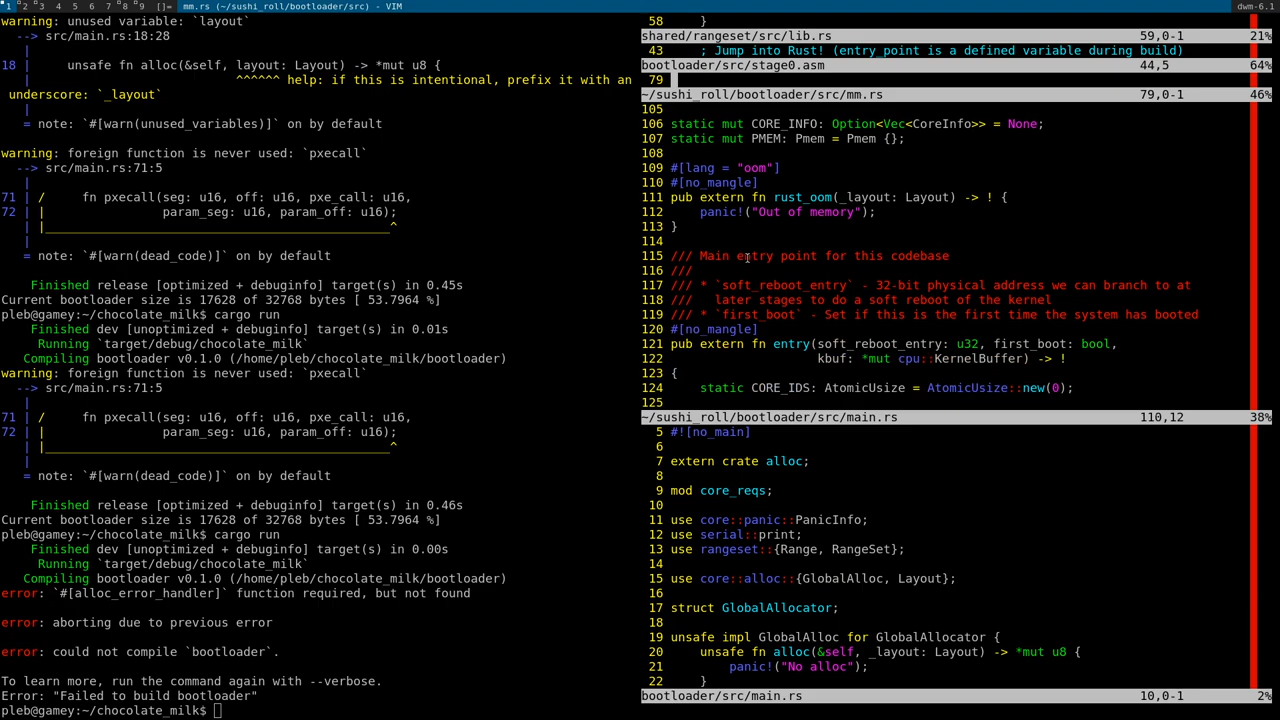 1 2 3 4 5 6 7 8 9 []= mm.rs (~/sushi_roll/bootloader/src) - VIM dwm-6.1
warning: unused variable: `layout`
--> src/main.rs:18:28
|
18 | unsafe fn alloc(&self, layout: Layout) -> *mut u8 {
| ^^^^^^ help: if this is intentional, prefix it with an
underscore: `_layout`
|
= note: `#[warn(unused_variables)]` on by default
warning: foreign function is never used: `pxecall`
--> src/main.rs:71:5
|
71 | / fn pxecall(seg: u16, off: u16, pxe_call: u16,
72 | | param_seg: u16, param_off: u16);
| |_________________________________________________^
|
= note: `#[warn(dead_code)]` on by default
Finished release [optimized + debuginfo] target(s) in 0.45s
Current bootloader size is 17628 of 32768 bytes [ 53.7964 %]
pleb@gamey:~/chocolate_milk$ cargo run
Finished dev [unoptimized + debuginfo] target(s) in 0.01s
Running `target/debug/chocolate_milk`
Compiling bootloader v0.1.0 (/home/pleb/chocolate_milk/bootloader)
warning: foreign function is never used: `pxecall`
--> src/main.rs:71:5
|
71 | / fn pxecall(seg: u16, off: u16, pxe_call: u16,
72 | | param_seg: u16, param_off: u16);
| |_________________________________________________^
|
= note: `#[warn(dead_code)]` on by default
Finished release [optimized + debuginfo] target(s) in 0.46s
Current bootloader size is 17628 of 32768 bytes [ 53.7964 %]
pleb@gamey:~/chocolate_milk$ cargo run
Finished dev [unoptimized + debuginfo] target(s) in 0.00s
Running `target/debug/chocolate_milk`
Compiling bootloader v0.1.0 (/home/pleb/chocolate_milk/bootloader)
error: `#[alloc_error_handler]` function required, but not found
error: aborting due to previous error
error: could not compile `bootloader`.
To learn more, run the command again with --verbose.
Error: "Failed to build bootloader"
pleb@gamey:~/chocolate_milk$
58 }
shared/rangeset/src/lib.rs 59,0-1 21%
43 ; Jump into Rust! (entry_point is a defined variable during build)
bootloader/src/stage0.asm 44,5 64%
79
~/sushi_roll/bootloader/src/mm.rs 79,0-1 46%
105
106 static mut CORE_INFO: Option<Vec<CoreInfo>> = None;
107 static mut PMEM: Pmem = Pmem {};
108
109 #[lang = "oom"]
110 #[no_mangle]
111 pub extern fn rust_oom(_layout: Layout) -> ! {
112 panic!("Out of memory");
113 }
114
115 /// Main entry point for this codebase
116 ///
117 /// * `soft_reboot_entry` - 32-bit physical address we can branch to at
118 /// later stages to do a soft reboot of the kernel
119 /// * `first_boot` - Set if this is the first time the system has booted
120 #[no_mangle]
121 pub extern fn entry(soft_reboot_entry: u32, first_boot: bool,
122 kbuf: *mut cpu::KernelBuffer) -> !
123 {
124 static CORE_IDS: AtomicUsize = AtomicUsize::new(0);
125
~/sushi_roll/bootloader/src/main.rs 110,12 38%
5 #![no_main]
6
7 extern crate alloc;
8
9 mod core_reqs;
10
11 use core::panic::PanicInfo;
12 use serial::print;
13 use rangeset::{Range, RangeSet};
14
15 use core::alloc::{GlobalAlloc, Layout};
16
17 struct GlobalAllocator;
18
19 unsafe impl GlobalAlloc for GlobalAllocator {
20 unsafe fn alloc(&self, _layout: Layout) -> *mut u8 {
21 panic!("No alloc");
22 }
bootloader/src/main.rs 10,0-1 2%